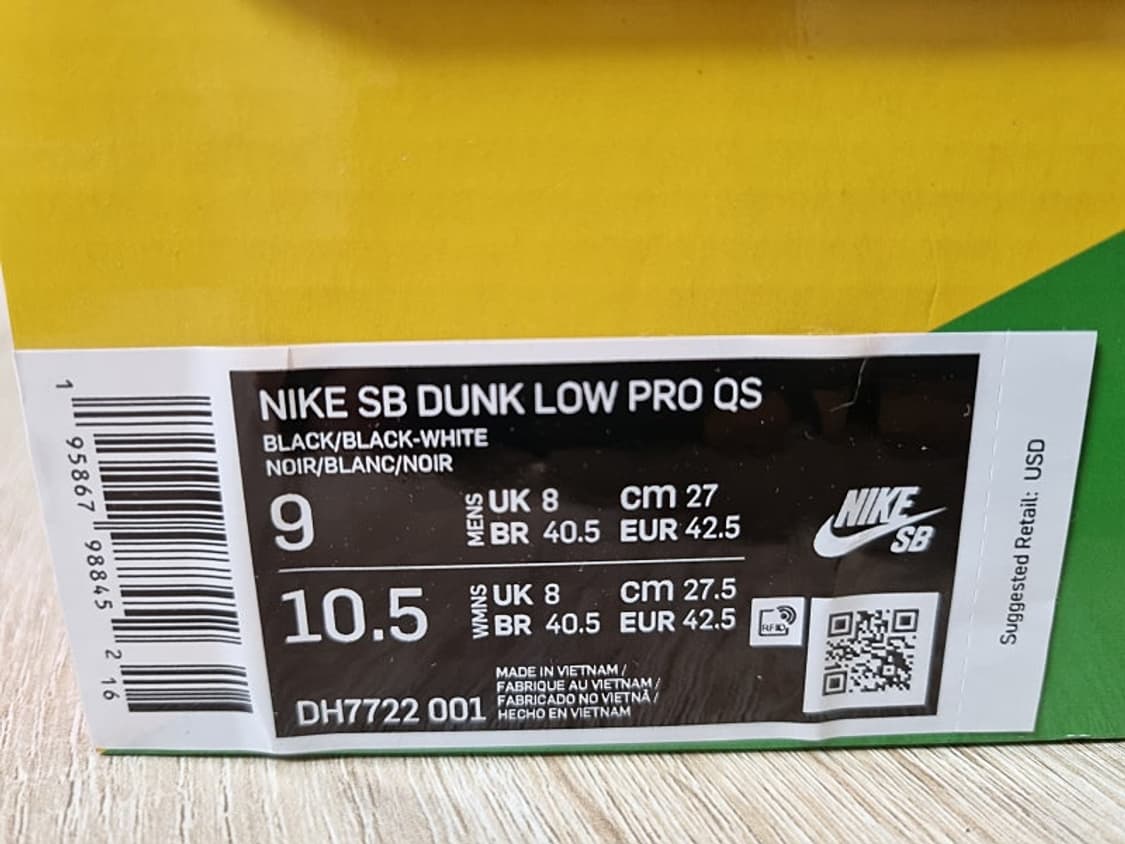 1 95867 98845 2 16
NIKE SB DUNK LOW PRO QS
BLACK/BLACK-WHITE
NOIR/BLANC/NOIR
9
MENS
UK 8 cm 27
BR 40.5 EUR 42.5
10.5
WMNS
UK 8 cm 27.5
BR 40.5 EUR 42.5
DH7722 001
MADE IN VIETNAM /
FABRIQUE AU VIETNAM /
FABRICADO NO VIETNÃ /
HECHO EN VIETNAM
NIKE
SB
RFID
Suggested Retail: USD